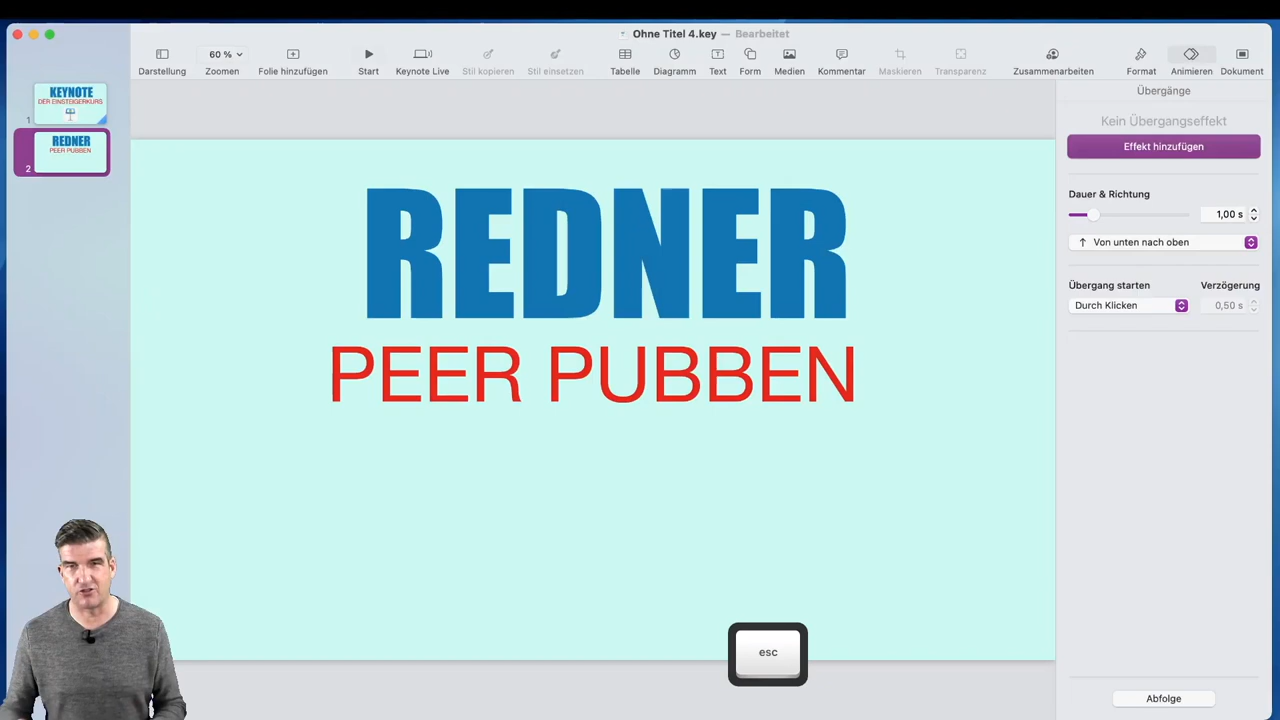 Ohne Titel 4.key — Bearbeitet
60 %
Darstellung
Zoomen
Folie hinzufügen
Start
Keynote Live
Stil kopieren
Stil einsetzen
Tabelle
Diagramm
Text
Form
Medien
Kommentar
Maskieren
Transparenz
Zusammenarbeiten
Format
Animieren
Dokument
KEYNOTE
DER EINSTEIGERKURS
1
REDNER
PEER PUBBEN
2
REDNER
PEER PUBBEN
esc
Übergänge
Kein Übergangseffekt
Effekt hinzufügen
Dauer & Richtung
1,00 s
↑ Von unten nach oben
Übergang starten
Verzögerung
Durch Klicken
0,50 s
Abfolge